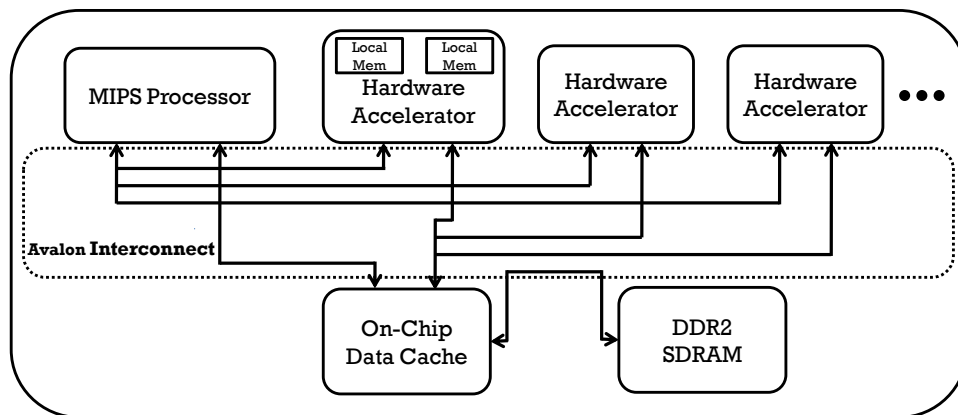 MIPS Processor
Local
Mem
Local
Mem
Hardware
Accelerator
Hardware
Accelerator
Hardware
Accelerator
Avalon Interconnect
On-Chip
Data Cache
DDR2
SDRAM